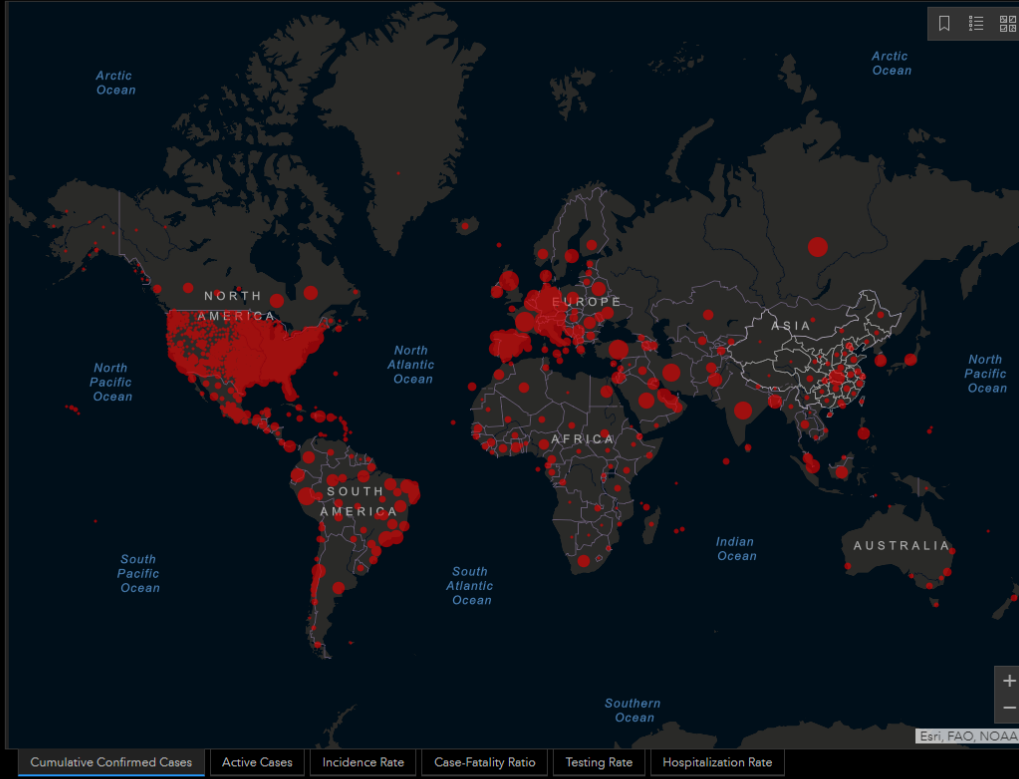 Arctic
Ocean
Arctic
Ocean
NORTH
AMERICA
EUROPE
ASIA
North
Pacific
Ocean
North
Atlantic
Ocean
North
Pacific
Ocean
AFRICA
SOUTH
AMERICA
Indian
Ocean
AUSTRALIA
South
Pacific
Ocean
South
Atlantic
Ocean
Southern
Ocean
Esri, FAO, NOAA
Cumulative Confirmed Cases
Active Cases
Incidence Rate
Case-Fatality Ratio
Testing Rate
Hospitalization Rate